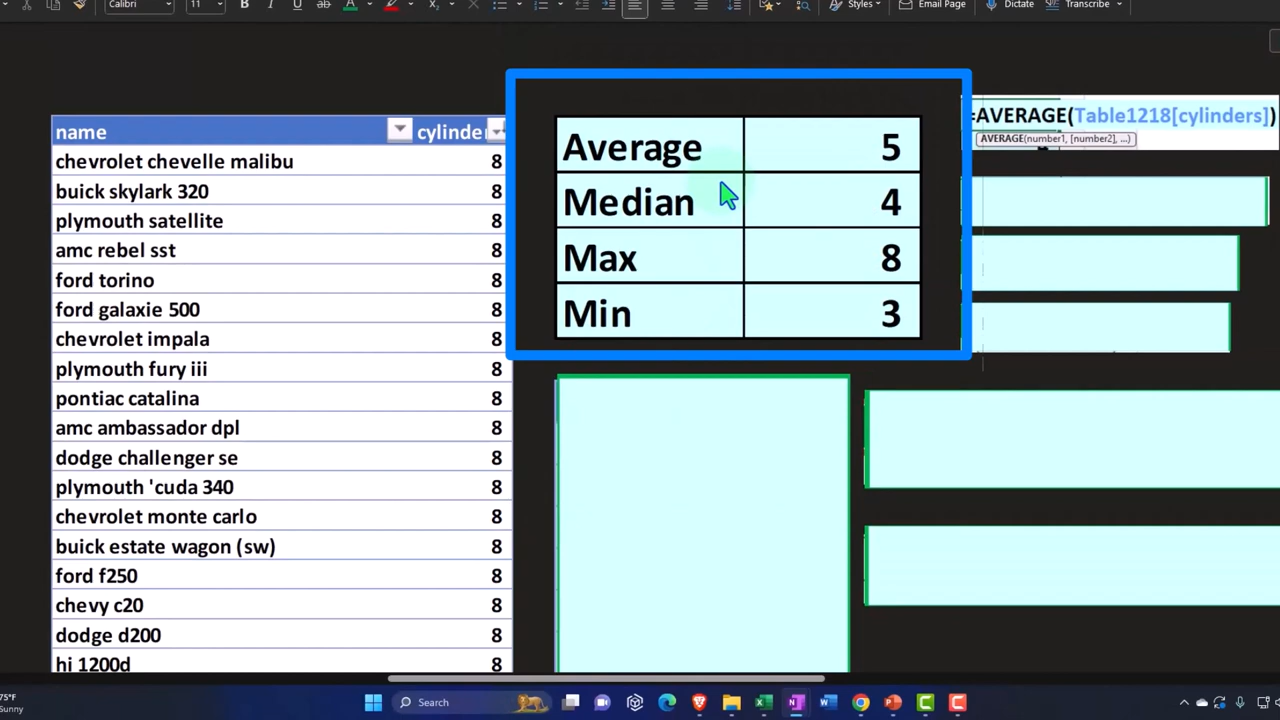 Calibri 11 B I U ab A Styles Email Page Dictate Transcribe
name cylinde
chevrolet chevelle malibu 8
buick skylark 320 8
plymouth satellite 8
amc rebel sst 8
ford torino 8
ford galaxie 500 8
chevrolet impala 8
plymouth fury iii 8
pontiac catalina 8
amc ambassador dpl 8
dodge challenger se 8
plymouth 'cuda 340 8
chevrolet monte carlo 8
buick estate wagon (sw) 8
ford f250 8
chevy c20 8
dodge d200 8
hi 1200d 8
Average 5
Median 4
Max 8
Min 3
=AVERAGE(Table1218[cylinders])
AVERAGE(number1, [number2], ...)
75°F
Sunny
Search